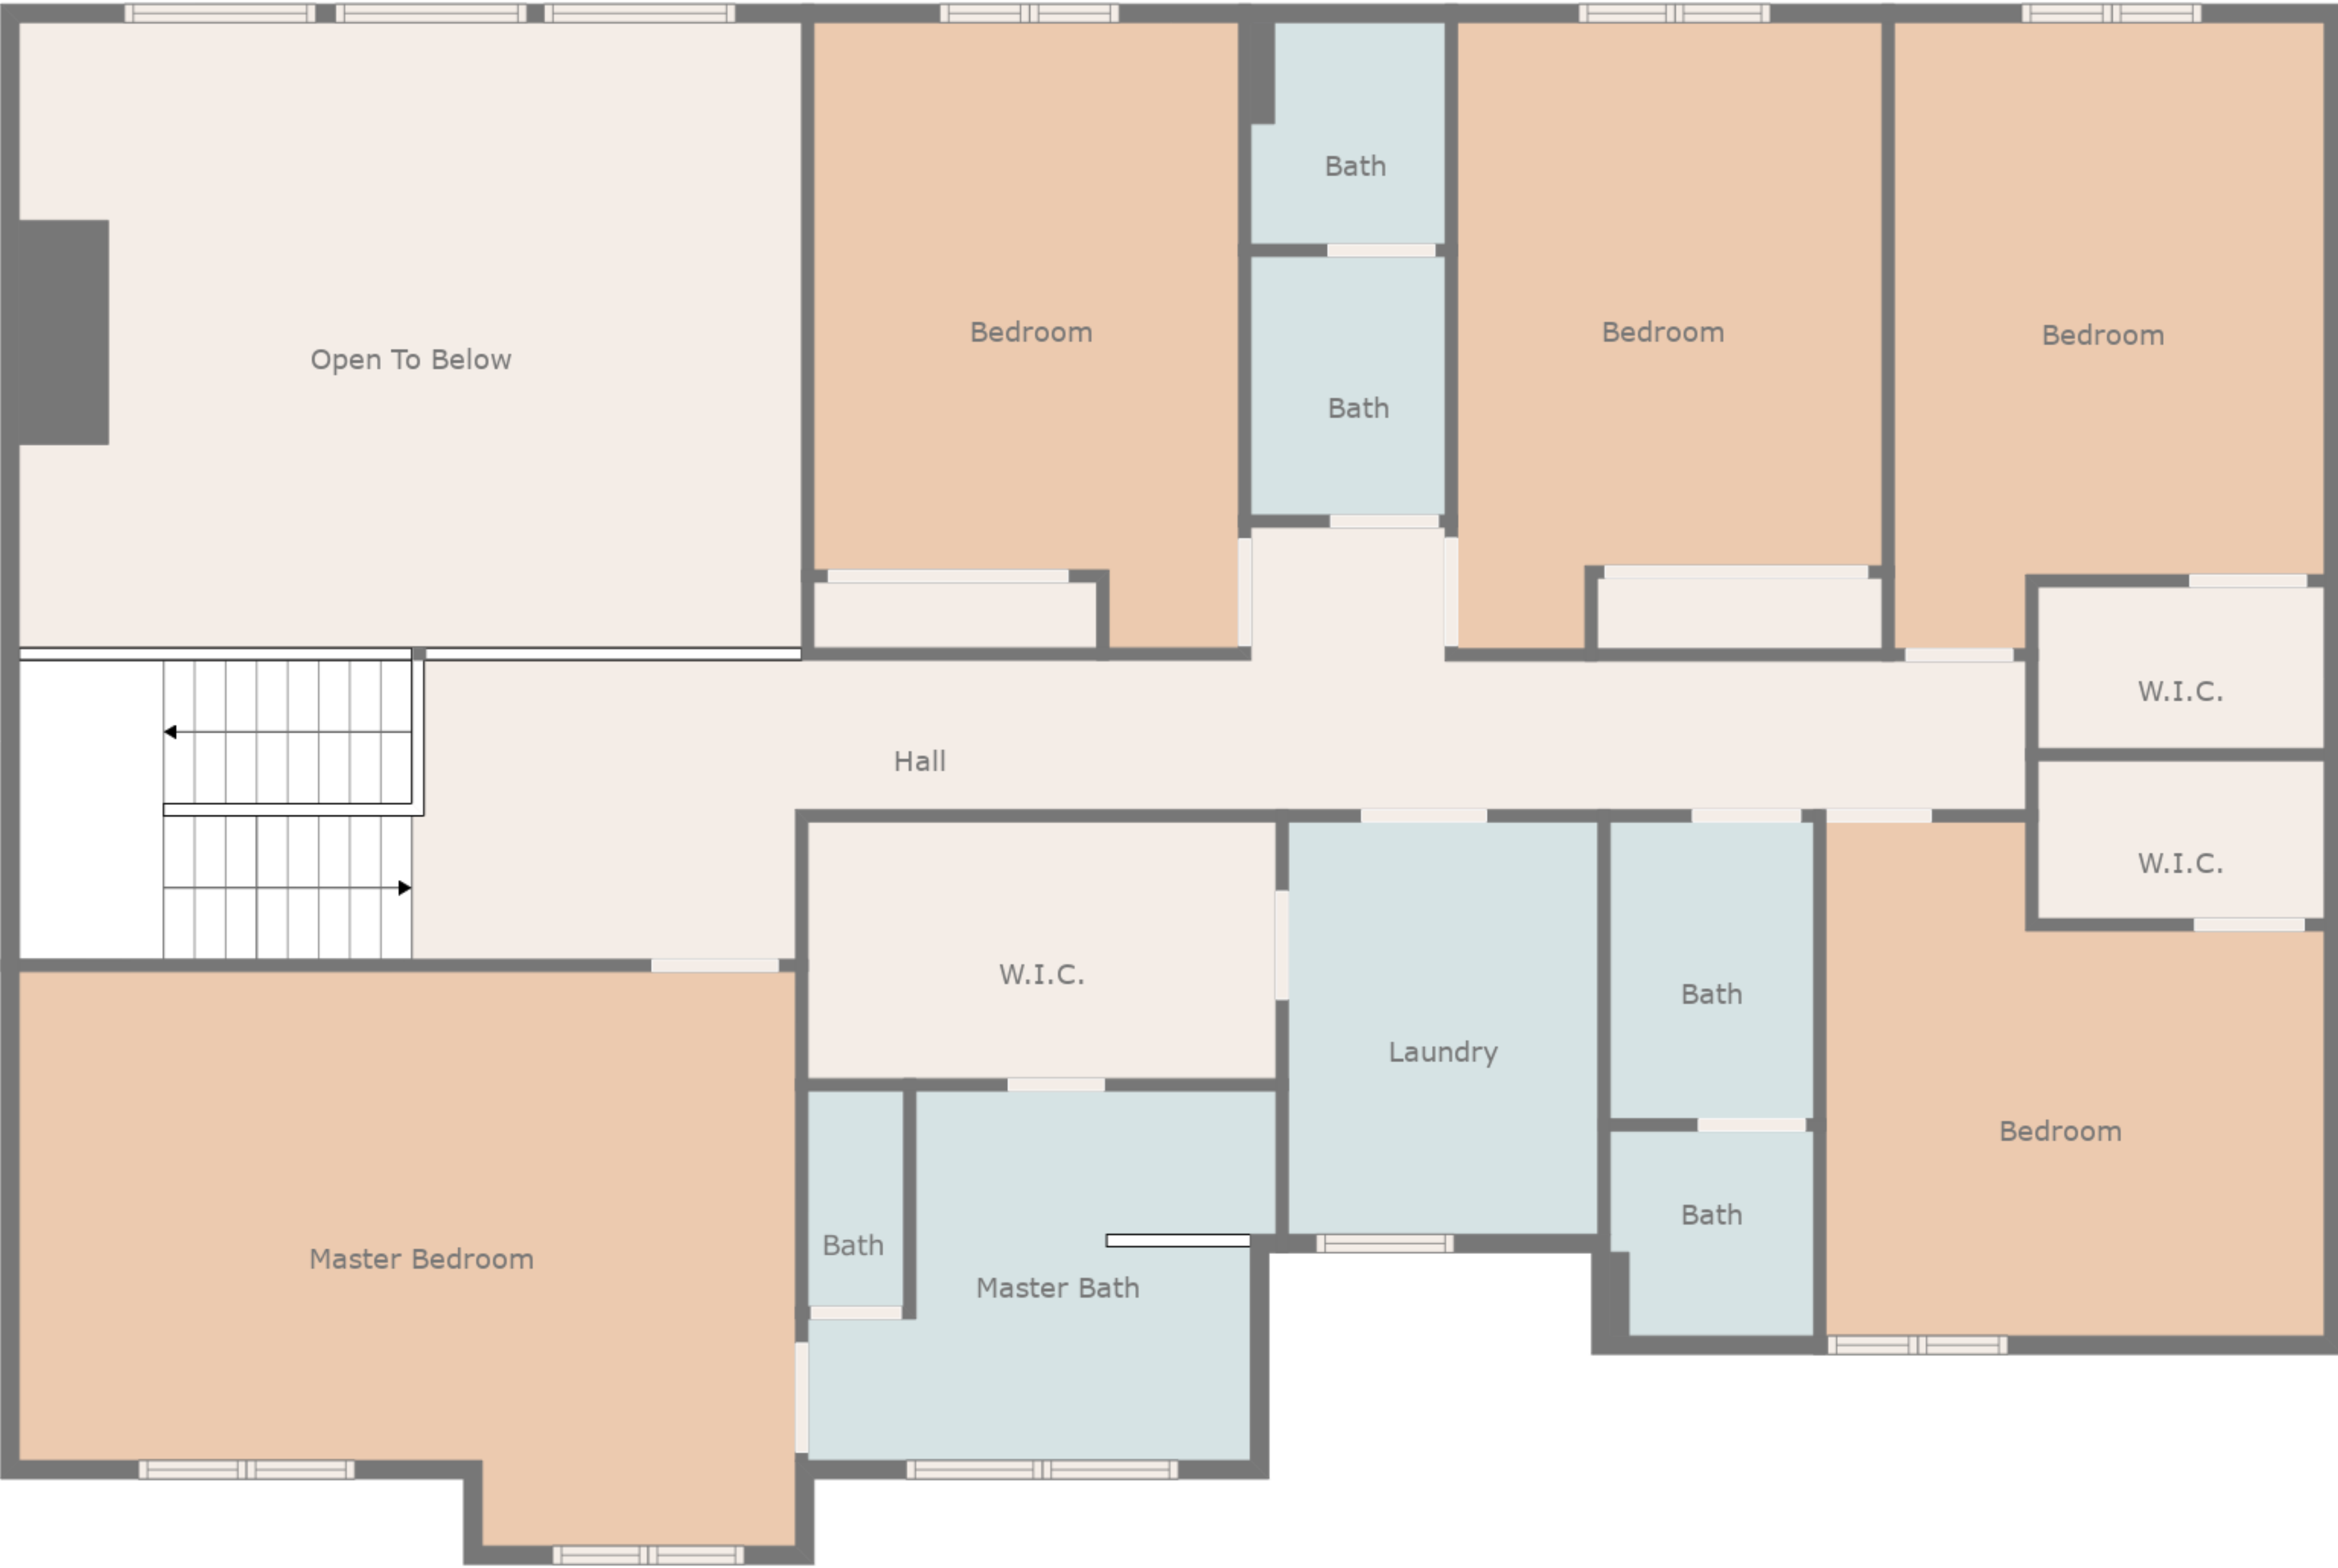 Bath
Bedroom
Bedroom
Bedroom
Open To Below
Bath
W.I.C.
Hall
W.I.C.
W.I.C.
Bath
Laundry
Bedroom
Bath
Bath
Master Bedroom
Master Bath